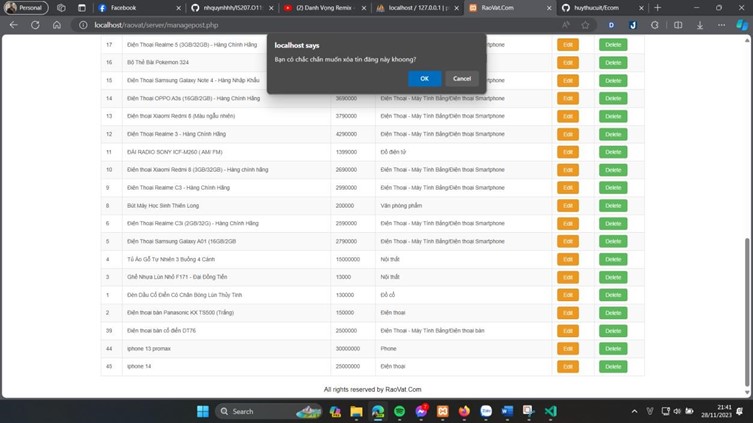 Personal
Facebook
nhquynhhh/IS207.O11
(2) Danh Vọng Remix -
localhost / 127.0.0.1 | p
RaoVat.Com
huythucuit/Ecom
localhost/raovat/server/managepost.php
localhost says
Bạn có chắc chắn muốn xóa tin đăng này khoong?
OK Cancel
17 Điện Thoại Realme 5 (3GB/32GB) - Hàng Chính Hãng Edit Delete
16 Bộ Thẻ Bài Pokemon 324 Edit Delete
15 Điện Thoại Samsung Galaxy Note 4 - Hàng Nhập Khẩu Edit Delete
14 Điện Thoại OPPO A3s (16GB/2GB) - Hàng Chính Hãng 3690000 Điện Thoại - Máy Tính Bảng/Điện thoại Smartphone Edit Delete
13 Điện thoại Xiaomi Redmi 8 (Màu ngẫu nhiên) 3790000 Điện Thoại - Máy Tính Bảng/Điện thoại Smartphone Edit Delete
12 Điện Thoại Realme 3 - Hàng Chính Hãng 4290000 Điện Thoại - Máy Tính Bảng/Điện thoại Smartphone Edit Delete
11 ĐÀI RADIO SONY ICF-M260 ( AM/ FM) 1399000 Đồ điện tử Edit Delete
10 Điện thoại Xiaomi Redmi 8 (3GB/32GB) - Hàng chính hãng 2690000 Điện Thoại - Máy Tính Bảng/Điện thoại Smartphone Edit Delete
9 Điện Thoại Realme C3 - Hàng Chính Hãng 2990000 Điện Thoại - Máy Tính Bảng/Điện thoại Smartphone Edit Delete
8 Bút Máy Học Sinh Thiên Long 200000 Văn phòng phẩm Edit Delete
6 Điện Thoại Realme C3i (2GB/32G) - Hàng Chính Hãng 2590000 Điện Thoại - Máy Tính Bảng/Điện thoại Smartphone Edit Delete
5 Điện Thoại Samsung Galaxy A01 (16GB/2GB 2790000 Điện Thoại - Máy Tính Bảng/Điện thoại Smartphone Edit Delete
4 Tủ Áo Gỗ Tự Nhiên 3 Buồng 4 Cánh 15000000 Nội thất Edit Delete
3 Ghế Nhựa Lùn Nhỏ F171 - Đại Đồng Tiến 13000 Nội thất Edit Delete
1 Đèn Dầu Cổ Điển Có Chân Bóng Lùn Thủy Tinh 130000 Đồ cổ Edit Delete
2 Điện thoại bàn Panasonic KX TS500 (Trắng) 150000 Điện thoại Edit Delete
39 Điện thoại bàn cổ điển DT76 2500000 Điện Thoại - Máy Tính Bảng/Điện thoại bàn Edit Delete
44 iphone 13 promax 30000000 Phone Edit Delete
45 iphone 14 25000000 Điện thoại Edit Delete
All rights reserved by RaoVat.Com
Search
21:41
28/11/2023